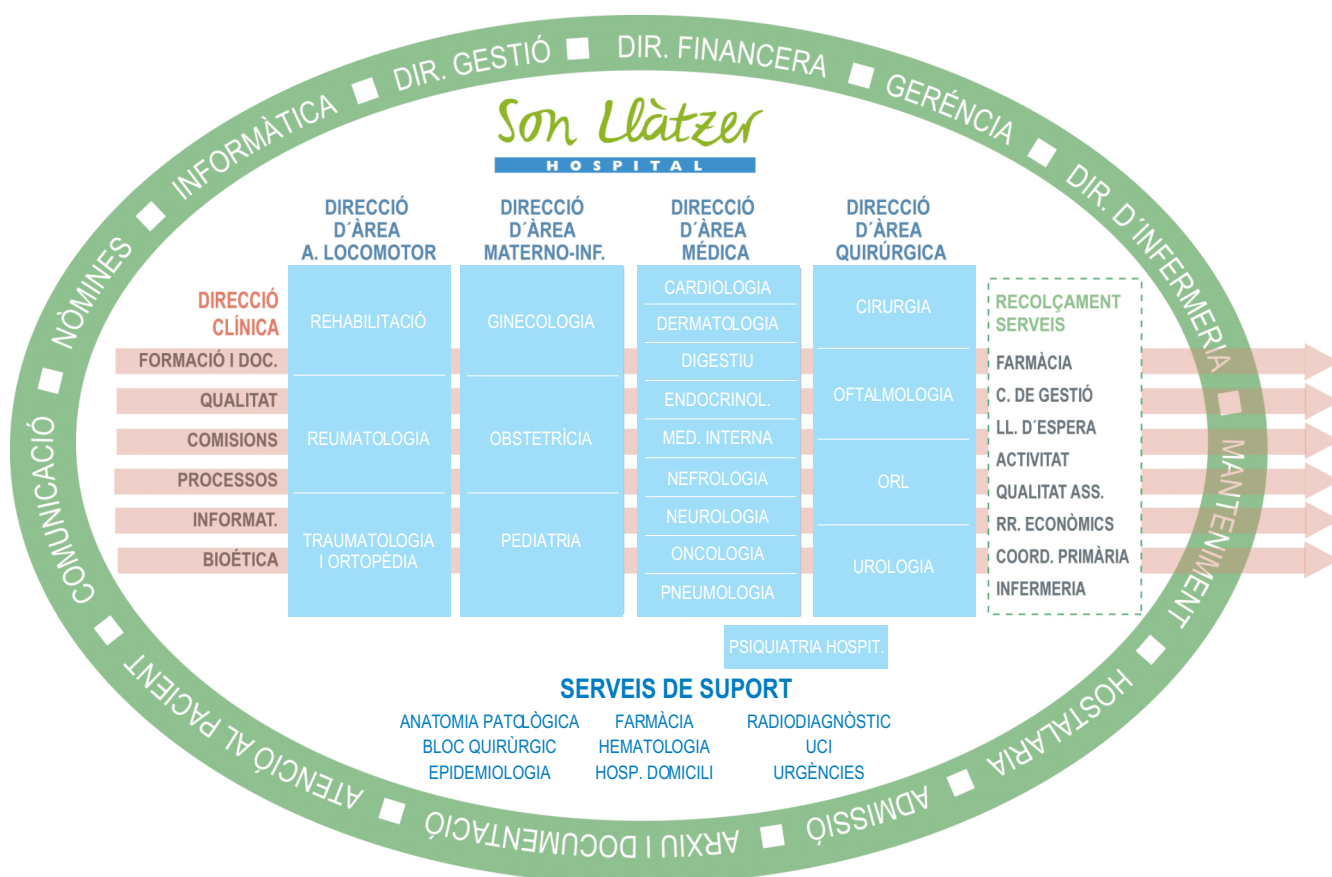 DIR. GESTIÓ
DIR. FINANCERA
GERÉNCIA
DIR. D´INFERMERIA
MANTENIMENT
HOSTALARIA
ADMISSIÓ
ARXIU I DOCUMENTACIÓ
ATENCIÓ AL PACIENT
COMUNICACIÓ
NÒMINES
INFORMÀTICA
Son Llàtzer
HOSPITAL
DIRECCIÓ
D´ÀREA
A. LOCOMOTOR
REHABILITACIÓ
REUMATOLOGIA
TRAUMATOLOGIA
I ORTOPÈDIA
DIRECCIÓ
D´ÀREA
MATERNO-INF.
GINECOLOGIA
OBSTETRÍCIA
PEDIATRIA
DIRECCIÓ
D´ÀREA
MÉDICA
CARDIOLOGIA
DERMATOLOGIA
DIGESTIU
ENDOCRINOL.
MED. INTERNA
NEFROLOGIA
NEUROLOGIA
ONCOLOGIA
PNEUMOLOGIA
DIRECCIÓ
D´ÀREA
QUIRÚRGICA
CIRURGIA
OFTALMOLOGIA
ORL
UROLOGIA
PSIQUIATRIA HOSPIT.
DIRECCIÓ
CLÍNICA
FORMACIÓ I DOC.
QUALITAT
COMISIONS
PROCESSOS
INFORMAT.
BIOÉTICA
RECOLÇAMENT
SERVEIS
FARMÀCIA
C. DE GESTIÓ
LL. D´ESPERA
ACTIVITAT
QUALITAT ASS.
RR. ECONÒMICS
COORD. PRIMÀRIA
INFERMERIA
SERVEIS DE SUPORT
ANATOMIA PATOLÒGICA
BLOC QUIRÙRGIC
EPIDEMIOLOGIA
FARMÀCIA
HEMATOLOGIA
HOSP. DOMICILI
RADIODIAGNÒSTIC
UCI
URGÈNCIES